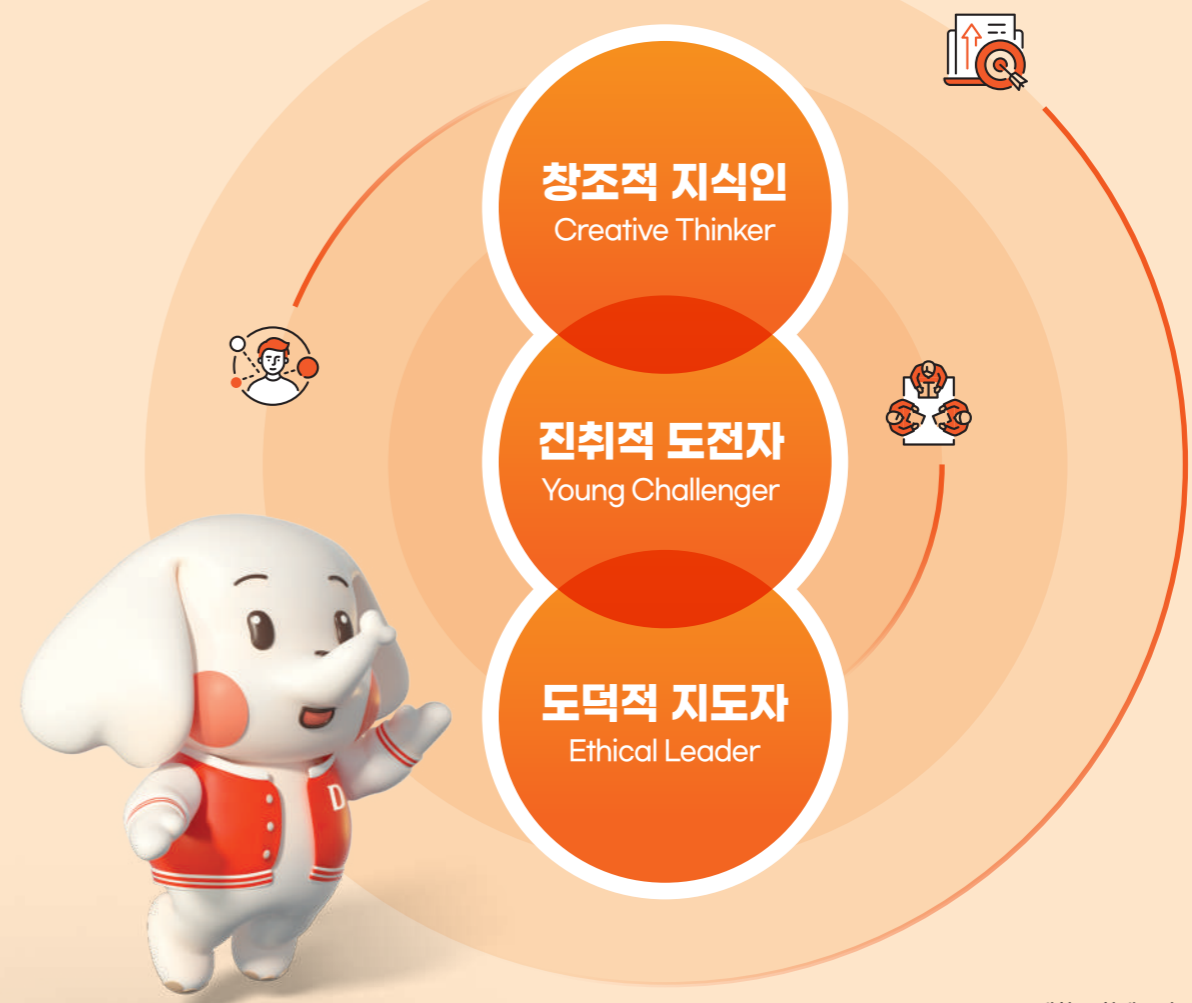 창조적 지식인
Creative Thinker
진취적 도전자
Young Challenger
도덕적 지도자
Ethical Leader
D